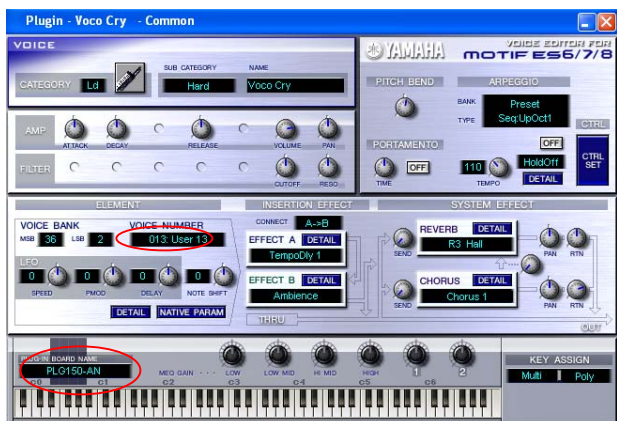 Plugin - Voco Cry - Common
VOICE
SUB CATEGORY NAME
CATEGORY Ld Hard Voco Cry
AMP ATTACK DECAY RELEASE VOLUME PAN
FILTER CUTOFF RESO
YAMAHA VOICE EDITOR FOR
MOTIF ES6/7/8
PITCH BEND ARPEGGIO
BANK Preset
TYPE Seq:UpOct1
CTRL
PORTAMENTO OFF
TIME OFF 110 TEMPO HoldOff DETAIL
CTRL SET
ELEMENT
VOICE BANK VOICE NUMBER
MSB 36 LSB 2 013: User 13
LFO
0 0 0 0
SPEED PMOD DELAY NOTE SHIFT
DETAIL NATIVE PARAM
INSERTION EFFECT
CONNECT A->B
EFFECT A DETAIL
TempoDly 1
EFFECT B DETAIL
Ambience
THRU
SYSTEM EFFECT
REVERB DETAIL
R3 Hall
SEND PAN RTN
CHORUS DETAIL
Chorus 1
SEND PAN RTN
OUT
PLUG-IN BOARD NAME
PLG150-AN
MEQ GAIN · · · LOW LOW MID HI MID HIGH 1 2
C0 C1 C2 C3 C4 C5 C6
KEY ASSIGN
Multi Poly